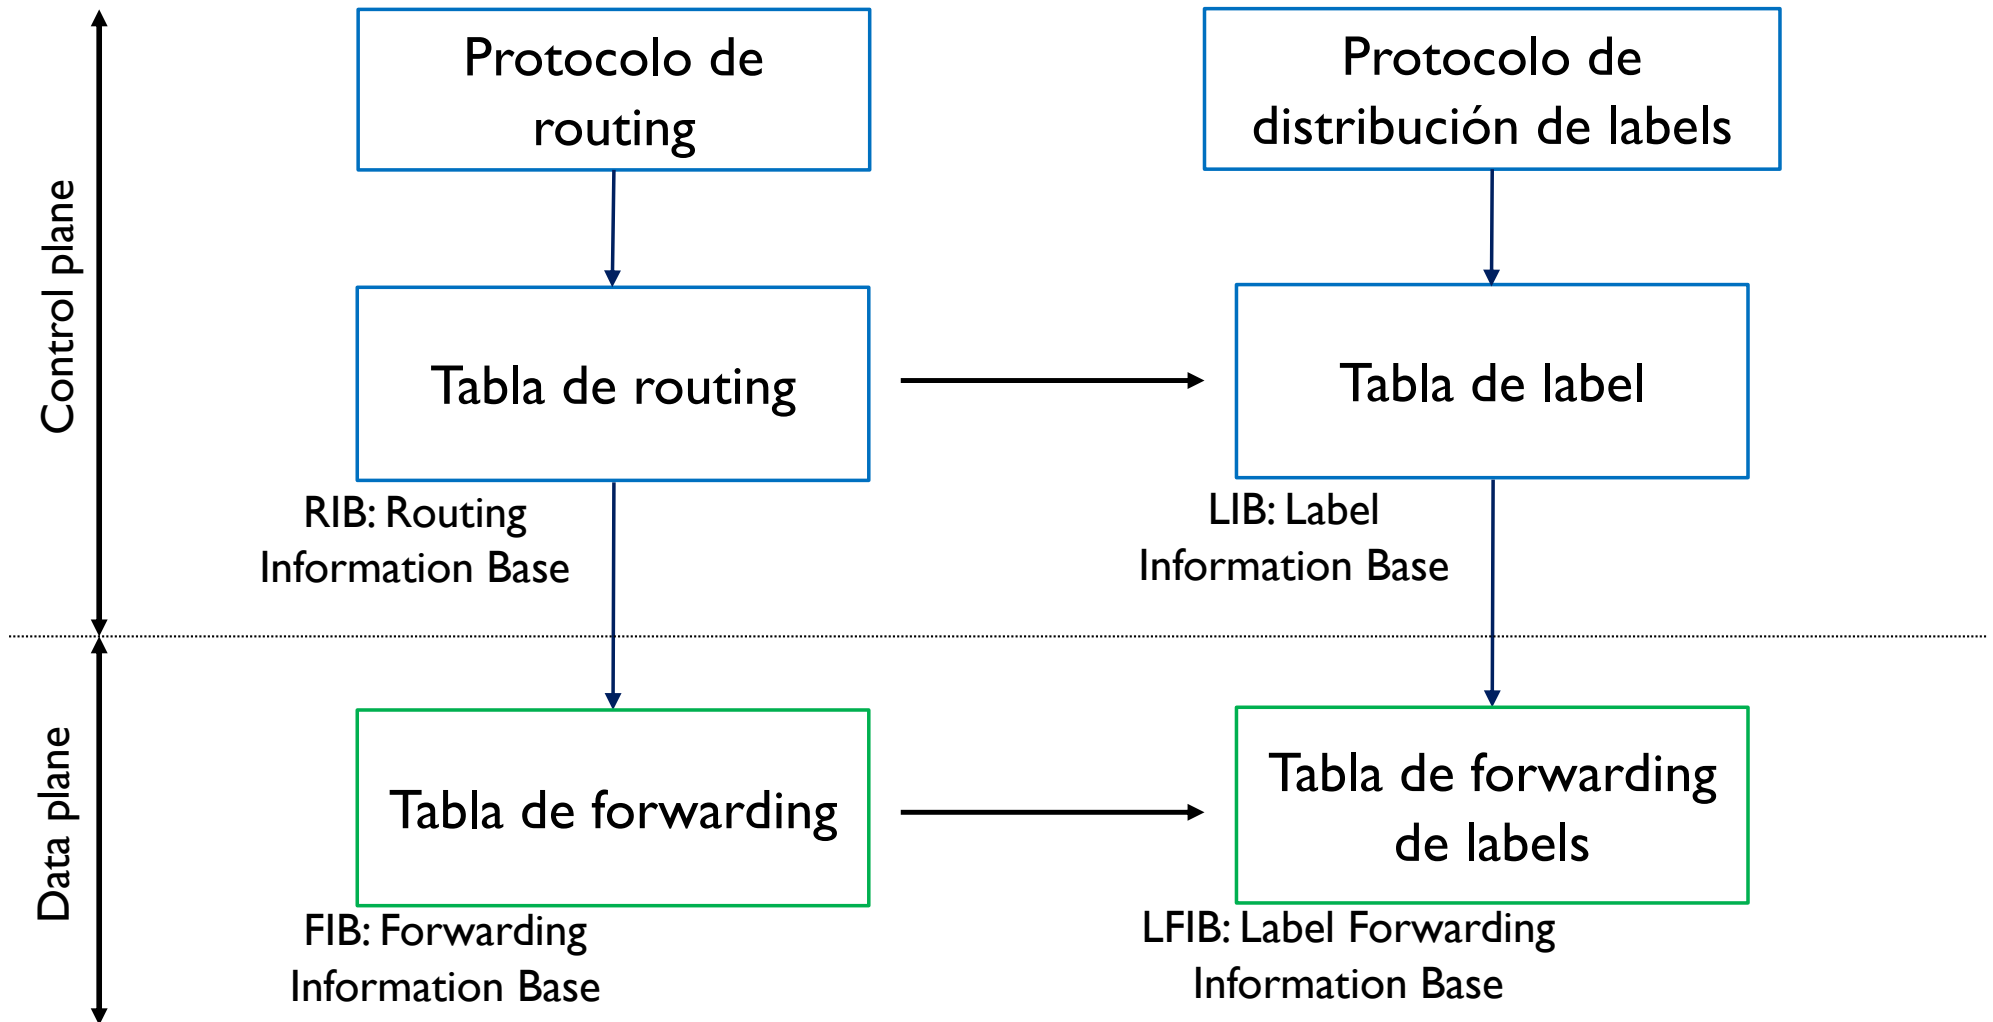 Protocolo de
routing
Protocolo de
distribución de labels
Control plane
Tabla de routing
Tabla de label
RIB: Routing
Information Base
LIB: Label
Information Base
Data plane
Tabla de forwarding
Tabla de forwarding
de labels
FIB: Forwarding
Information Base
LFIB: Label Forwarding
Information Base